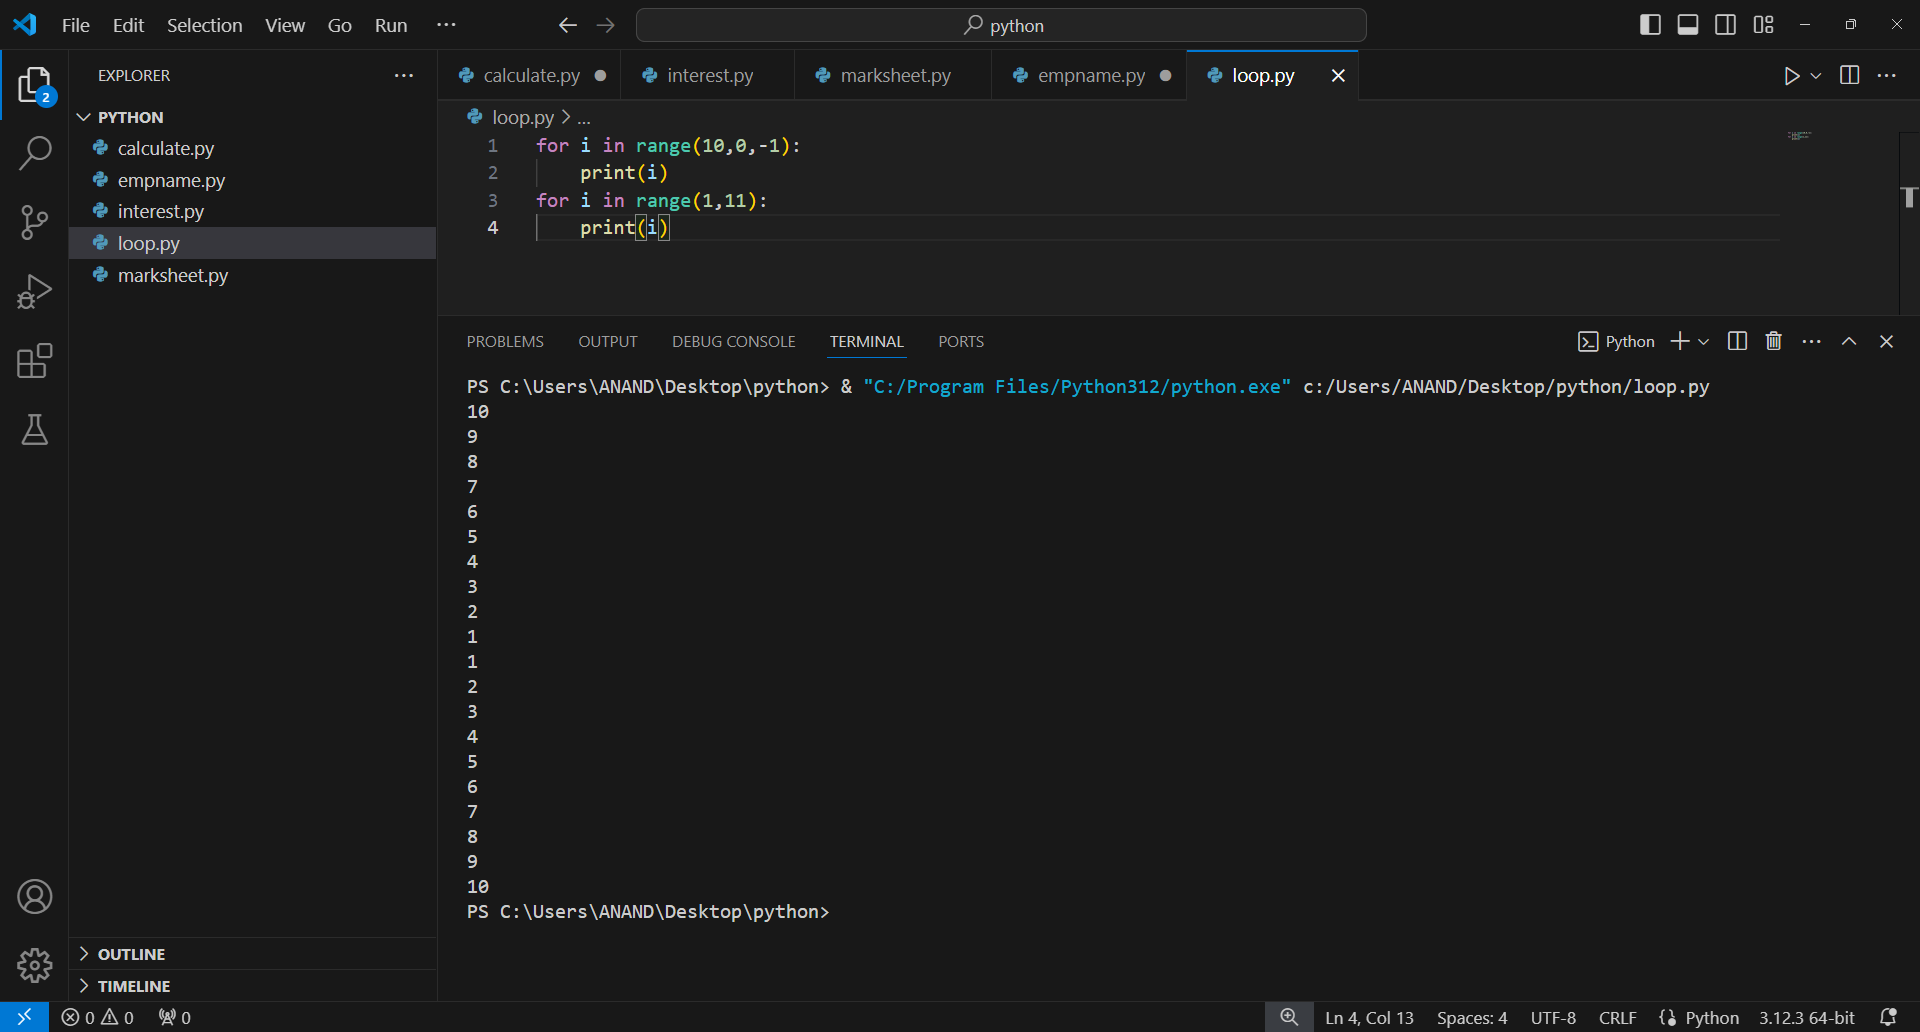 File Edit Selection View Go Run ...
python
EXPLORER
PYTHON
calculate.py
empname.py
interest.py
loop.py
marksheet.py
OUTLINE
TIMELINE
2
calculate.py interest.py marksheet.py empname.py loop.py
loop.py > ...
1 for i in range(10,0,-1):
2     print(i)
3 for i in range(1,11):
4     print(i)
PROBLEMS OUTPUT DEBUG CONSOLE TERMINAL PORTS
Python
PS C:\Users\ANAND\Desktop\python> & "C:/Program Files/Python312/python.exe" c:/Users/ANAND/Desktop/python/loop.py
10
9
8
7
6
5
4
3
2
1
1
2
3
4
5
6
7
8
9
10
PS C:\Users\ANAND\Desktop\python>
0 0 0
Ln 4, Col 13 Spaces: 4 UTF-8 CRLF Python 3.12.3 64-bit